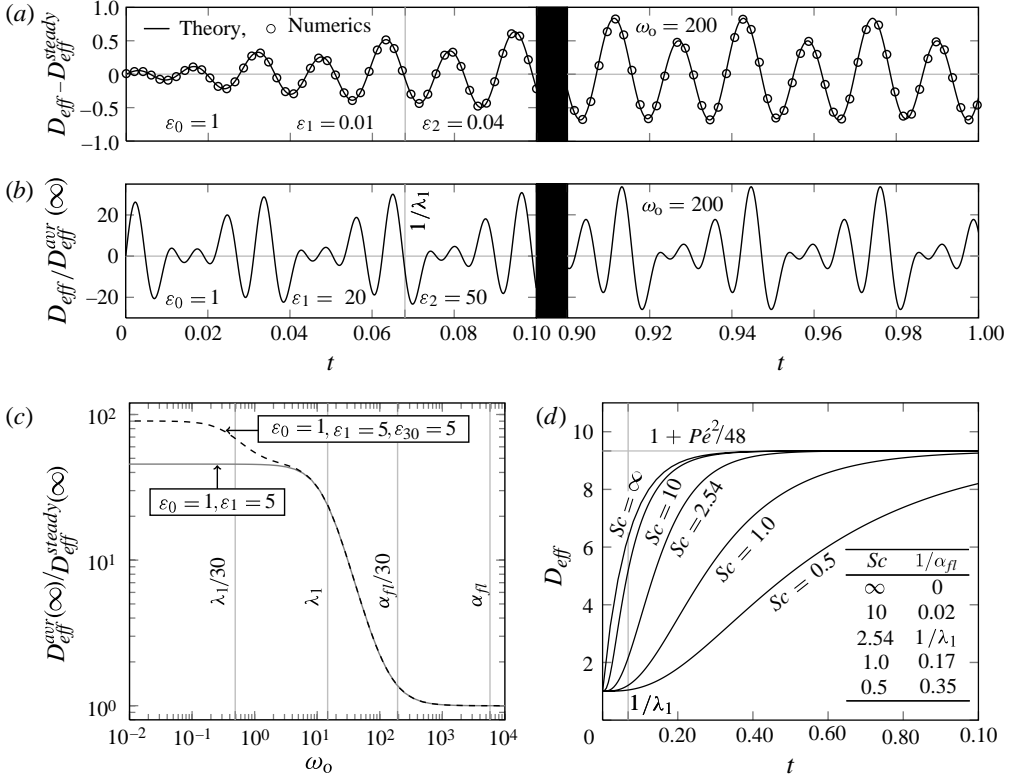 (a)
D_eff − D_eff^steady
1.0
0.5
0
−0.5
−1.0
Theory, Numerics
ω_o = 200
ε_0 = 1 ε_1 = 0.01 ε_2 = 0.04
(b)
D_eff / D_eff^avr (∞)
20
0
−20
1/λ_1
ω_o = 200
ε_0 = 1 ε_1 = 20 ε_2 = 50
0 0.02 0.04 0.06 0.08 0.10 0.90 0.92 0.94 0.96 0.98 1.00
t t
(c)
D_eff^avr(∞)/D_eff^steady(∞)
10^2
10^1
10^0
ε_0 = 1, ε_1 = 5, ε_30 = 5
ε_0 = 1, ε_1 = 5
λ_1/30
λ_1
α_fl/30
α_fl
10^−2 10^−1 10^0 10^1 10^2 10^3 10^4
ω_o
(d)
D_eff
10
8
6
4
2
1 + Pé^2/48
Sc = ∞
Sc = 10
Sc = 2.54
Sc = 1.0
Sc = 0.5
Sc 1/α_fl
∞ 0
10 0.02
2.54 1/λ_1
1.0 0.17
0.5 0.35
1/λ_1
0 0.20 0.40 0.60 0.80 0.10
t